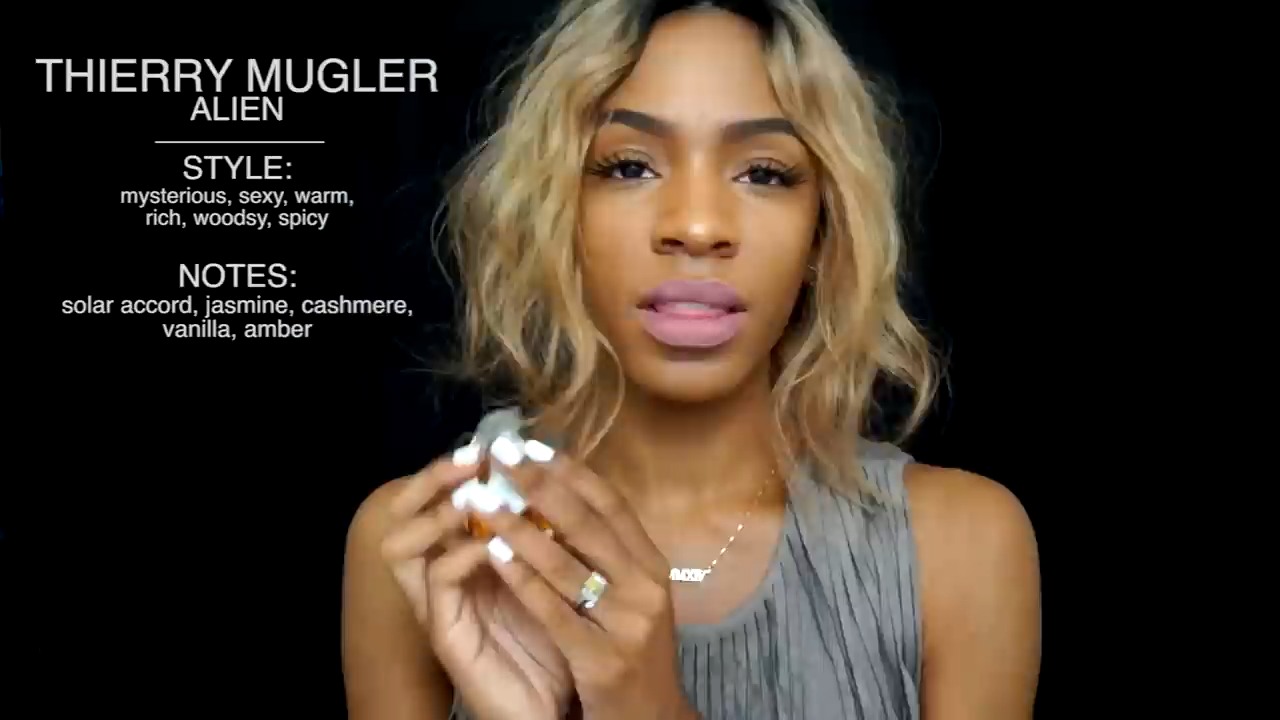 THIERRY MUGLER
ALIEN
STYLE:
mysterious, sexy, warm,
rich, woodsy, spicy
NOTES:
solar accord, jasmine, cashmere,
vanilla, amber